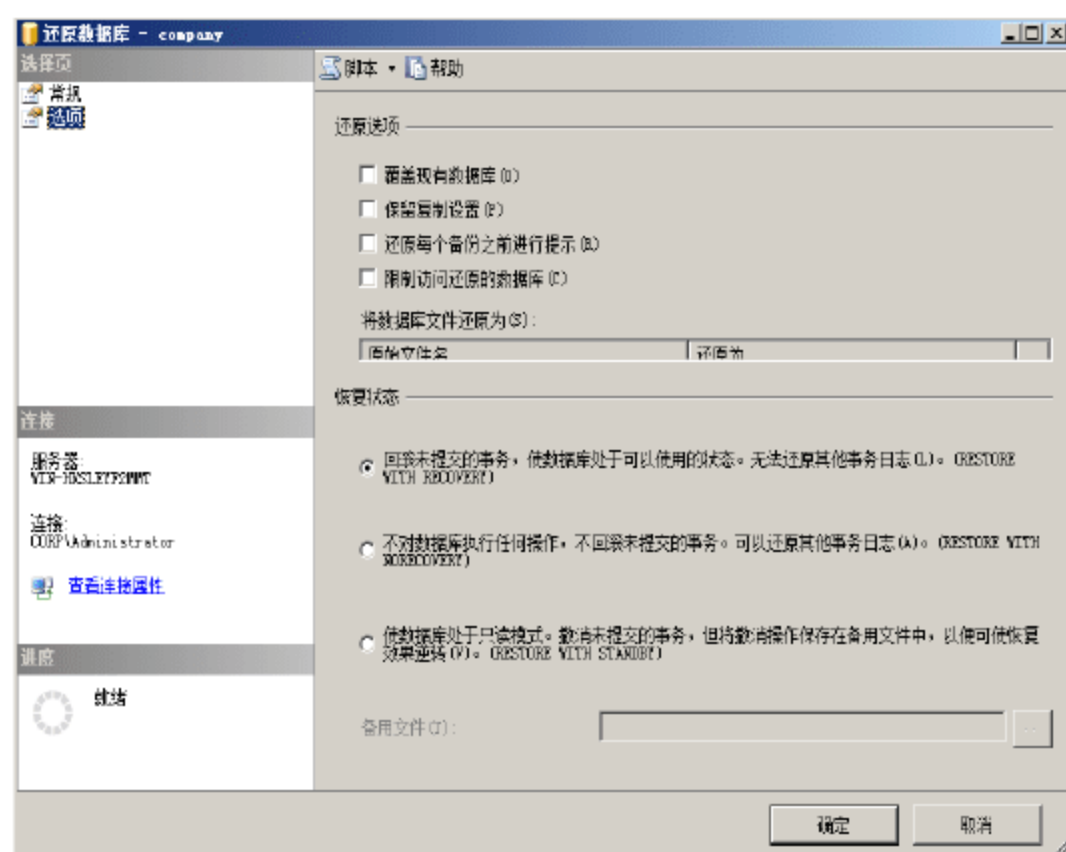 还原数据库 - company
选择页
常规
选项
脚本
帮助
还原选项
覆盖现有数据库(O)
保留复制设置(P)
还原每个备份之前进行提示(R)
限制访问还原的数据库(C)
将数据库文件还原为(S):
原始文件名 还原为
恢复状态
回滚未提交的事务，使数据库处于可以使用的状态。无法还原其他事务日志(L)。(RESTORE
WITH RECOVERY)
不对数据库执行任何操作，不回滚未提交的事务。可以还原其他事务日志(A)。(RESTORE WITH
NORECOVERY)
使数据库处于只读模式。撤消未提交的事务，但将撤消操作保存在备用文件中，以便可使恢复
效果逆转(V)。(RESTORE WITH STANDBY)
备用文件(T):
连接
服务器:
连接:
CORP\Administrator
查看连接属性
进度
就绪
确定
取消